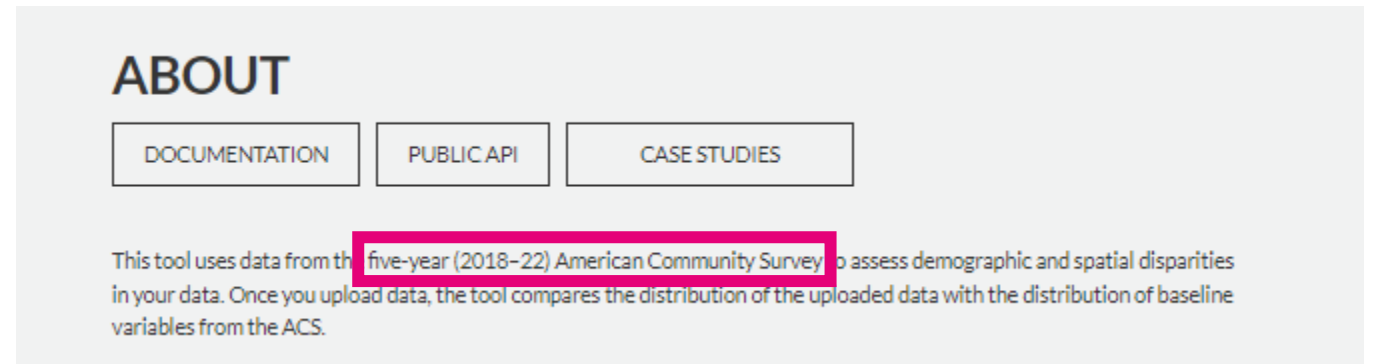 ABOUT
DOCUMENTATION
PUBLIC API
CASE STUDIES
This tool uses data from th five-year (2018–22) American Community Survey o assess demographic and spatial disparities
in your data. Once you upload data, the tool compares the distribution of the uploaded data with the distribution of baseline
variables from the ACS.